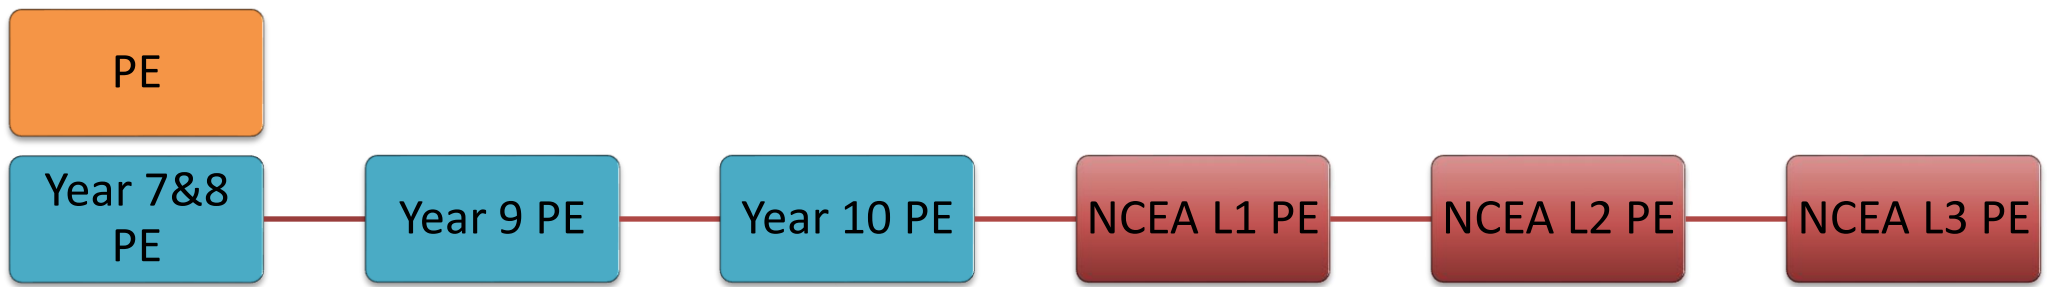 PE
Year 7&8
PE
Year 9 PE
Year 10 PE
NCEA L1 PE
NCEA L2 PE
NCEA L3 PE